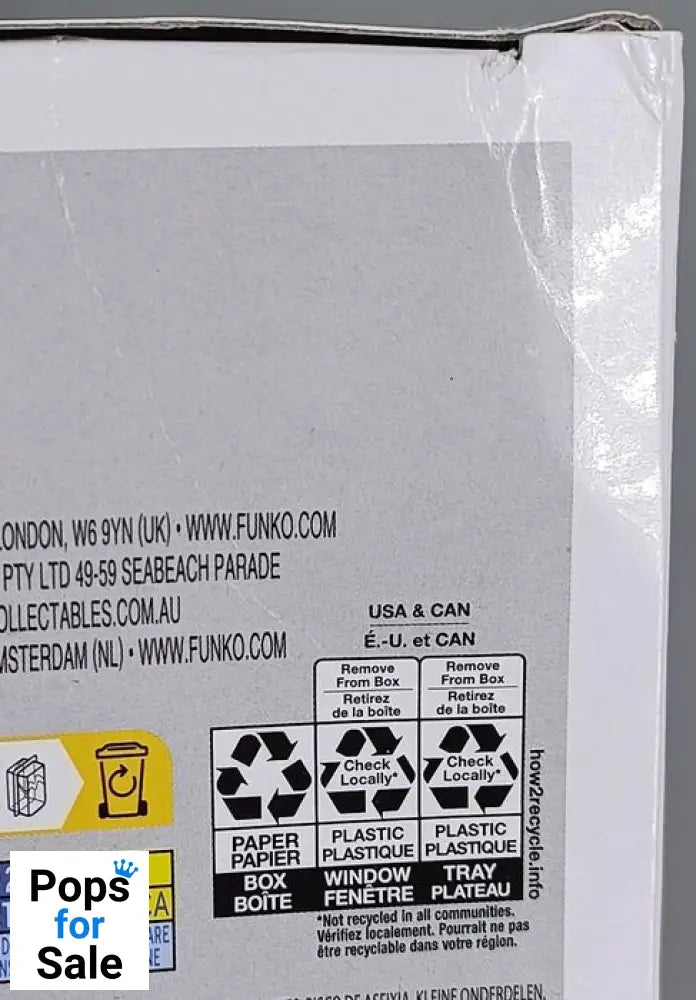 LONDON, W6 9YN (UK) • WWW.FUNKO.COM
PTY LTD 49-59 SEABEACH PARADE
OLLECTABLES.COM.AU
MSTERDAM (NL) • WWW.FUNKO.COM
USA & CAN
É.-U. et CAN
Remove
From Box
Retirez
de la boîte
Remove
From Box
Retirez
de la boîte
Check
Locally*
Check
Locally*
PAPER
PAPIER
PLASTIC
PLASTIQUE
PLASTIC
PLASTIQUE
BOX
BOÎTE
WINDOW
FENÊTRE
TRAY
PLATEAU
how2recycle.info
*Not recycled in all communities.
Vérifiez localement. Pourrait ne pas
être recyclable dans votre région.
Pops
for
Sale
KLEINE ONDERDELEN.